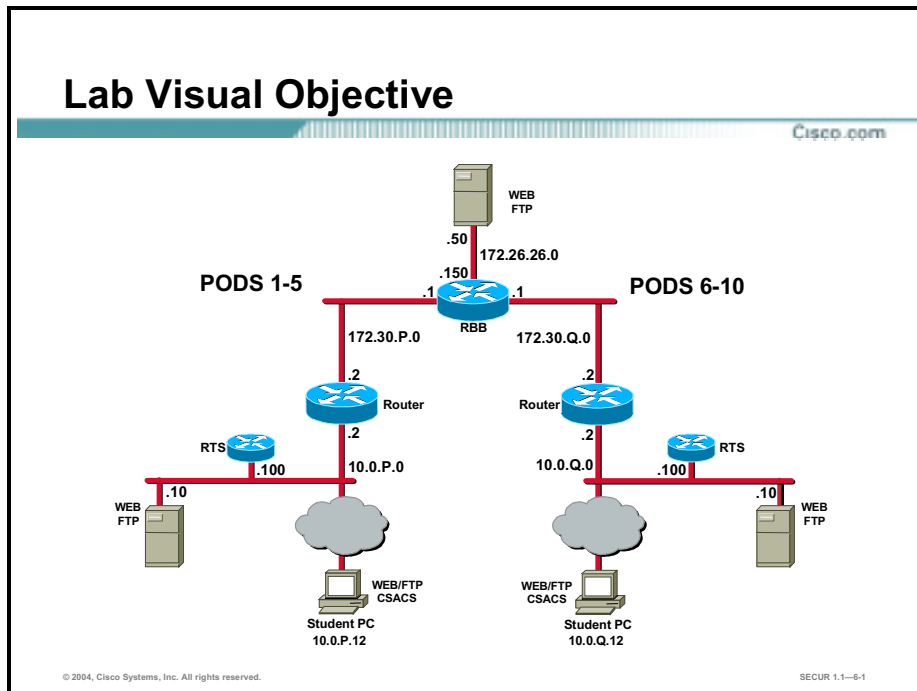 Lab Visual Objective
Cisco.com
WEB
FTP
.50
172.26.26.0
.150
PODS 1-5
PODS 6-10
.1
.1
RBB
172.30.P.0
172.30.Q.0
.2
.2
Router
Router
.2
.2
RTS
RTS
.100
10.0.P.0
10.0.Q.0
.100
.10
.10
WEB
FTP
WEB
FTP
WEB/FTP
CSACS
WEB/FTP
CSACS
Student PC
10.0.P.12
Student PC
10.0.Q.12
© 2004, Cisco Systems, Inc. All rights reserved.
SECUR 1.1—6-1